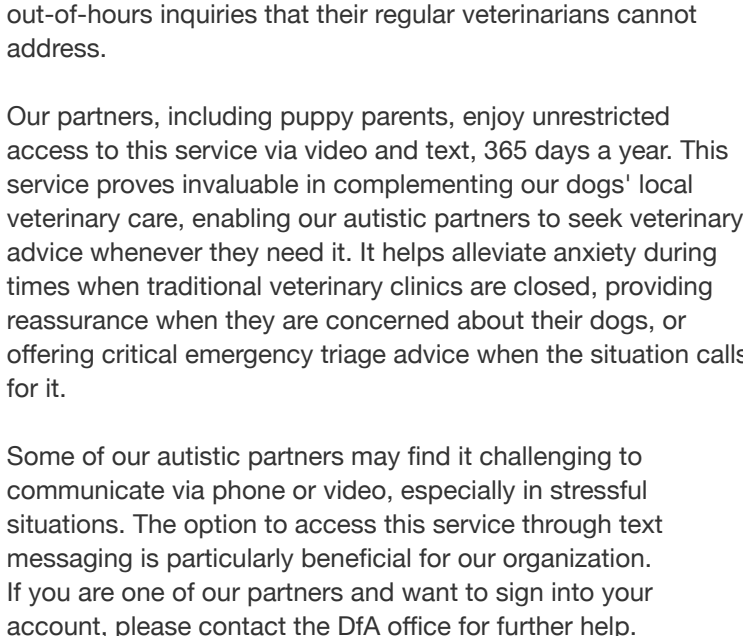 out-of-hours inquiries that their regular veterinarians cannot
address.
Our partners, including puppy parents, enjoy unrestricted
access to this service via video and text, 365 days a year. This
service proves invaluable in complementing our dogs' local
veterinary care, enabling our autistic partners to seek veterinary
advice whenever they need it. It helps alleviate anxiety during
times when traditional veterinary clinics are closed, providing
reassurance when they are concerned about their dogs, or
offering critical emergency triage advice when the situation calls
for it.
Some of our autistic partners may find it challenging to
communicate via phone or video, especially in stressful
situations. The option to access this service through text
messaging is particularly beneficial for our organization.
If you are one of our partners and want to sign into your
account, please contact the DfA office for further help.